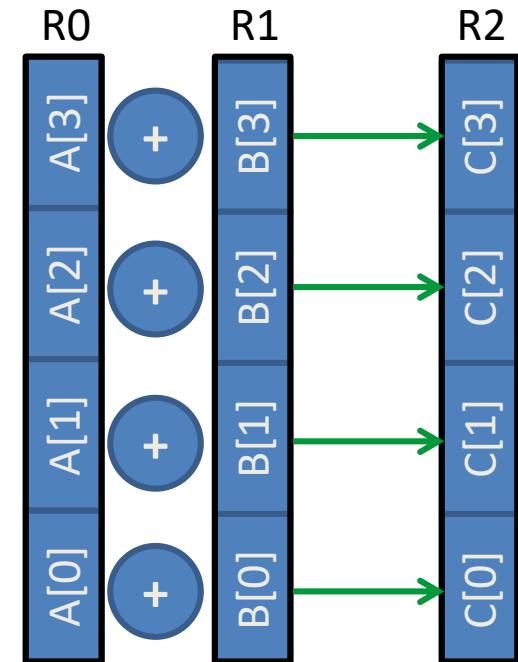 R0 R1 R2
A[3] + B[3] C[3]
A[2] + B[2] C[2]
A[1] + B[1] C[1]
A[0] + B[0] C[0]